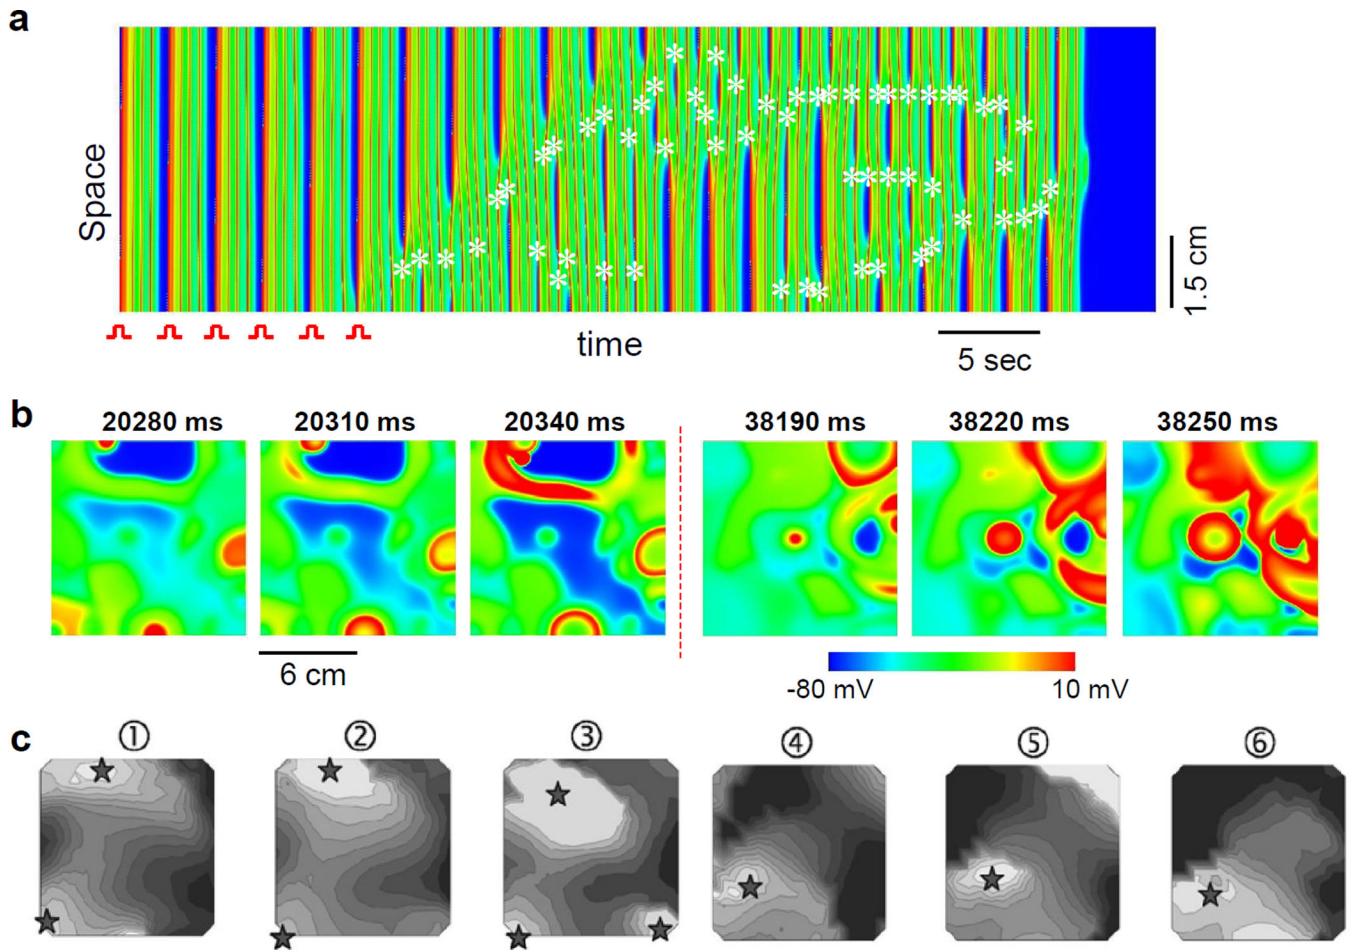 a
Space
1.5 cm
time
5 sec
b
20280 ms
20310 ms
20340 ms
38190 ms
38220 ms
38250 ms
6 cm
-80 mV
10 mV
c
①
②
③
④
⑤
⑥